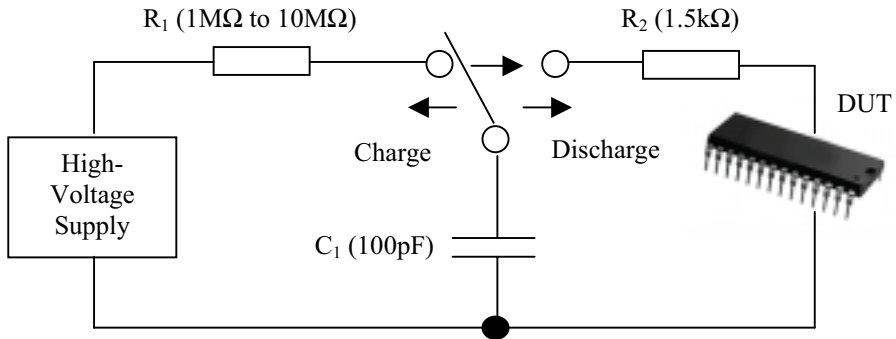 R₁ (1MΩ to 10MΩ)
R₂ (1.5kΩ)
DUT
High-
Voltage
Supply
Charge
Discharge
C₁ (100pF)